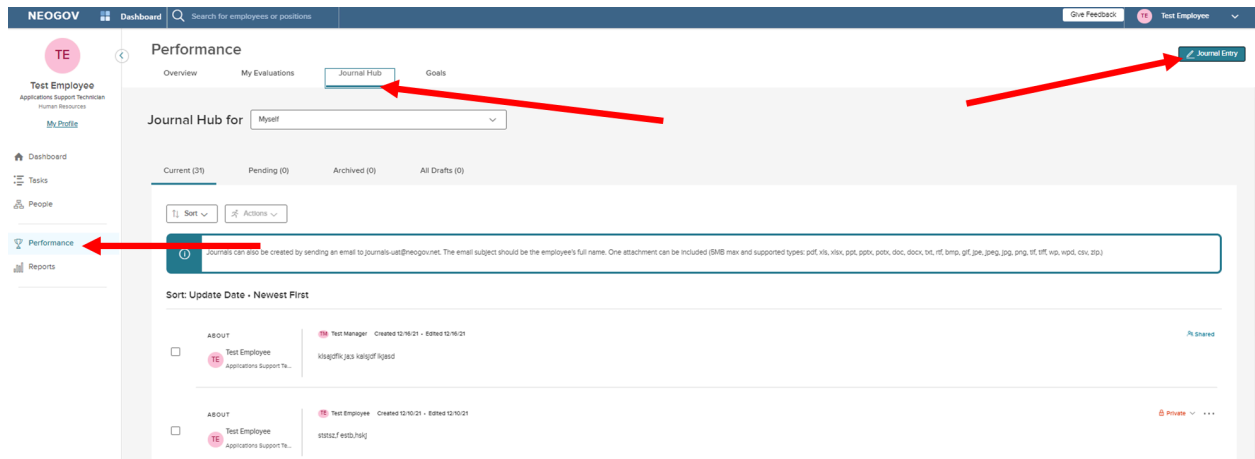 NEOGOV
Dashboard
Search for employees or positions
Give Feedback
TE
Test Employee
TE
Test Employee
Applications Support Technician
Human Resources
My Profile
Dashboard
Tasks
People
Performance
Reports
Performance
Journal Entry
Overview
My Evaluations
Journal Hub
Goals
Journal Hub for
Myself
Current (31)
Pending (0)
Archived (0)
All Drafts (0)
Sort
Actions
Journals can also be created by sending an email to journals-uat@neogov.net. The email subject should be the employee's full name. One attachment can be included (5MB max and supported types: pdf, xls, xlsx, ppt, pptx, potx, doc, docx, txt, rtf, bmp, gif, jpe, jpeg, jpg, png, tif, tiff, wp, wpd, csv, zip.)
Sort: Update Date • Newest First
ABOUT
TE
Test Employee
Applications Support Te...
TM Test Manager Created 12/16/21 • Edited 12/16/21
Shared
ABOUT
TE
Test Employee
Applications Support Te...
TE Test Employee Created 12/10/21 • Edited 12/10/21
Private